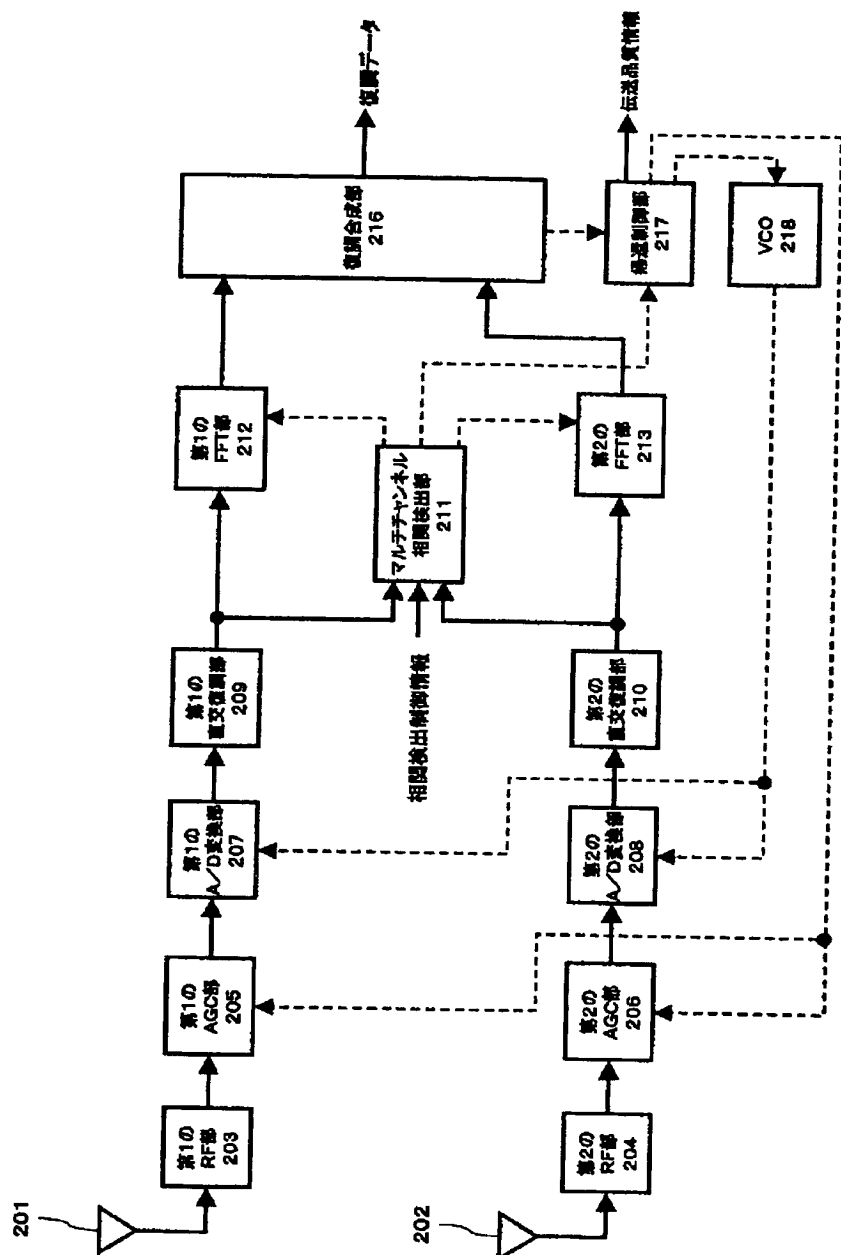 201
第1の
RF部
203
第1の
AGC部
205
第1の
A/D変換部
207
第1の
直交復調部
209
第1の
FFT部
212
復調合成部
216
復調データ
相関検出制御情報
マルチチャンネル
相関検出部
211
202
第2の
RF部
204
第2の
AGC部
206
第2の
A/D変換部
208
第2の
直交復調部
210
第2の
FFT部
213
帰還制御部
217
伝送品質情報
VCO
218